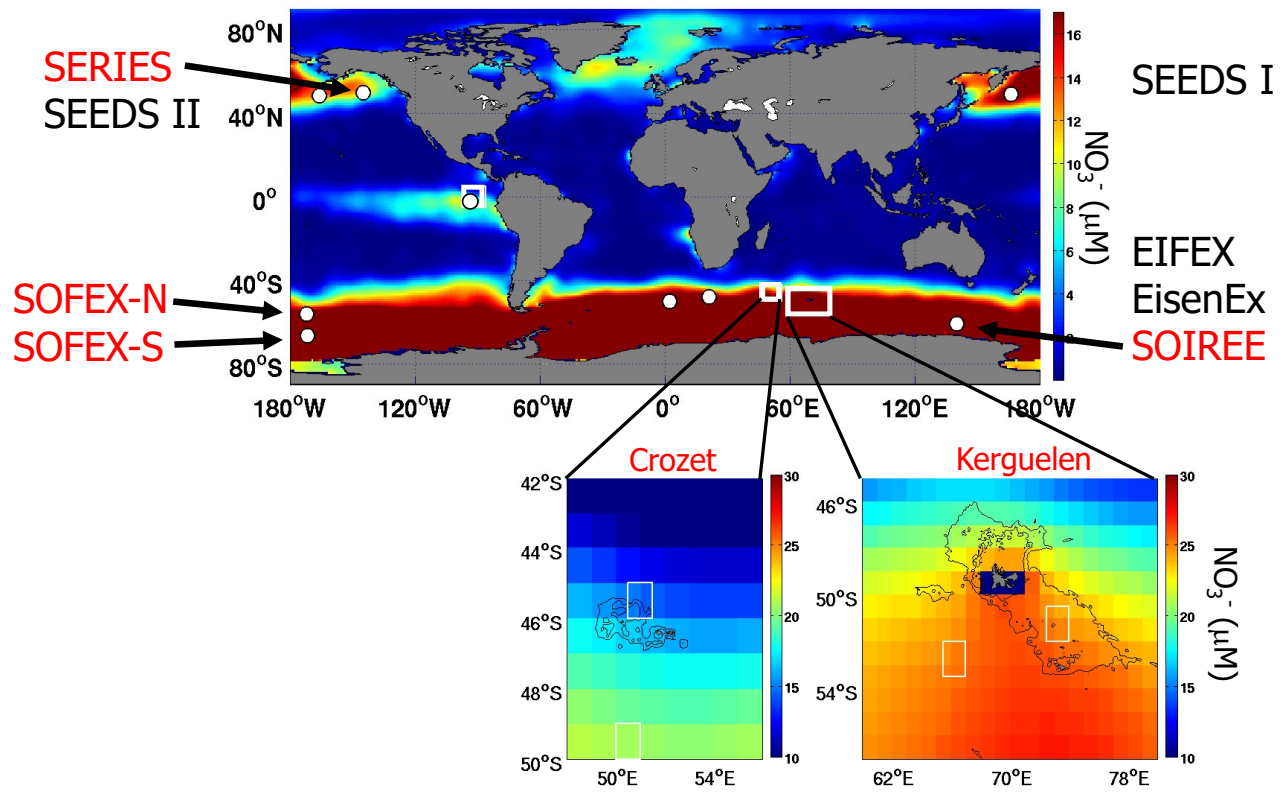 SERIES
SEEDS II
SEEDS I
SOFEX-N
SOFEX-S
EIFEX
EisenEx
SOIREE
80°N
40°N
0°
40°S
80°S
180°W
120°W
60°W
0°
60°E
120°E
180°W
16
14
12
10
8
6
4
NO₃⁻ (μM)
Crozet
42°S
44°S
46°S
48°S
50°S
50°E
54°E
30
25
20
15
10
Kerguelen
46°S
50°S
54°S
62°E
70°E
78°E
30
25
20
15
10
NO₃⁻ (μM)